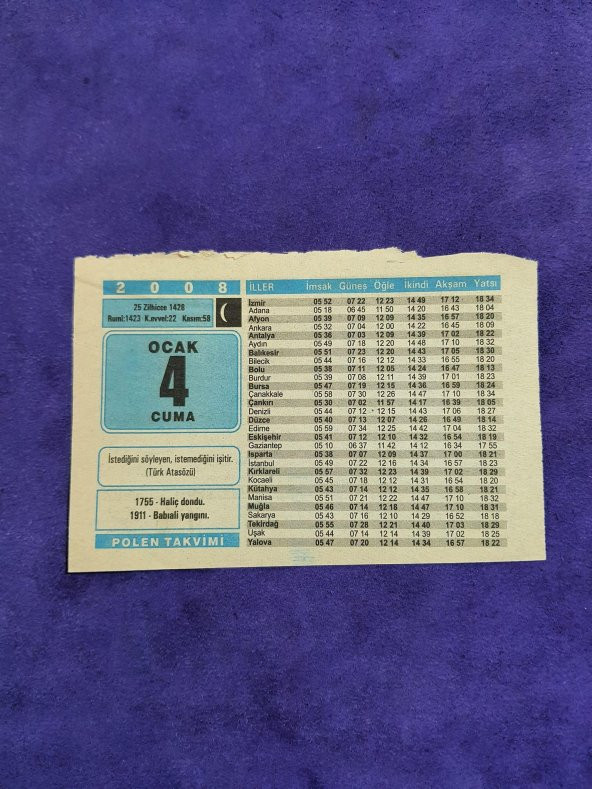 2 0 0 8
25 Zilhicce 1428
Rumi:1423 K.evvel:22 Kasım:58
OCAK
4
CUMA
İstediğini söyleyen, istemediğini işitir.
(Türk Atasözü)
1755 - Haliç dondu.
1911 - Babıali yangını.
POLEN TAKVİMİ
İLLER İmsak Güneş Öğle İkindi Akşam Yatsı
İzmir 05 52 07 22 12 23 14 49 17 12 18 34
Adana 05 18 06 45 11 50 14 20 16 43 18 04
Afyon 05 39 07 09 12 09 14 35 16 57 18 20
Ankara 05 32 07 04 12 00 14 22 16 45 18 09
Antalya 05 36 07 03 12 09 14 39 17 02 18 22
Aydın 05 49 07 18 12 20 14 48 17 10 18 32
Balıkesir 05 51 07 23 12 20 14 43 17 05 18 30
Bilecik 05 44 07 16 12 12 14 33 16 55 18 20
Bolu 05 38 07 11 12 05 14 24 16 47 18 13
Burdur 05 39 07 08 12 11 14 39 17 01 18 23
Bursa 05 47 07 19 12 15 14 36 16 59 18 24
Çanakkale 05 58 07 30 12 26 14 47 17 10 18 34
Çankırı 05 30 07 02 11 57 14 17 16 39 18 05
Denizli 05 44 07 12 12 15 14 43 17 06 18 27
Düzce 05 40 07 13 12 07 14 26 16 49 18 14
Edirne 05 59 07 34 12 25 14 42 17 04 18 32
Eskişehir 05 41 07 12 12 10 14 32 16 54 18 19
Gaziantep 05 10 06 37 11 42 14 12 16 34 17 55
Isparta 05 38 07 07 12 09 14 37 17 00 18 21
İstanbul 05 49 07 22 12 16 14 34 16 57 18 23
Kırklareli 05 57 07 32 12 23 14 39 17 02 18 29
Kocaeli 05 45 07 18 12 12 14 31 16 54 18 20
Kütahya 05 43 07 14 12 12 14 35 16 58 18 21
Manisa 05 51 07 21 12 22 14 47 17 10 18 32
Muğla 05 46 07 14 12 18 14 47 17 10 18 31
Sakarya 05 43 07 16 12 10 14 29 16 52 18 18
Tekirdağ 05 55 07 28 12 21 14 40 17 03 18 29
Uşak 05 44 07 14 12 14 14 39 17 02 18 25
Yalova 05 47 07 20 12 14 14 34 16 57 18 22